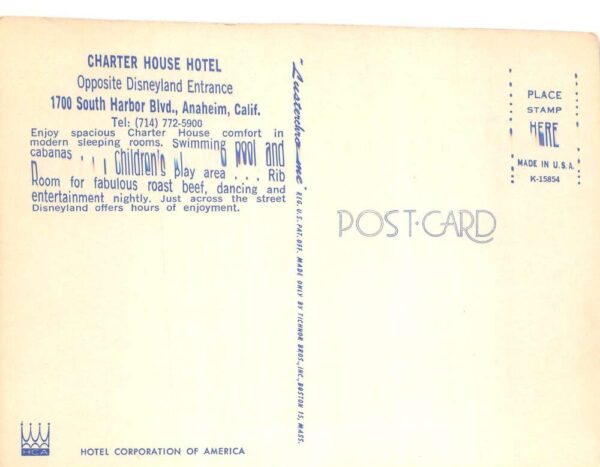 CHARTER HOUSE HOTEL
Opposite Disneyland Entrance
1700 South Harbor Blvd., Anaheim, Calif.
Tel: (714) 772-5900
Enjoy spacious Charter House comfort in
modern sleeping rooms. Swimming pool and
cabanas . . . Children's play area . . . Rib
Room for fabulous roast beef, dancing and
entertainment nightly. Just across the street
Disneyland offers hours of enjoyment.
"Lusterchrome" REG. U.S. PAT. OFF. MADE ONLY BY TICHNOR BROS., INC., BOSTON 15, MASS.
PLACE
STAMP
HERE
MADE IN U.S.A.
K-15854
POST-CARD
HCA
HOTEL CORPORATION OF AMERICA